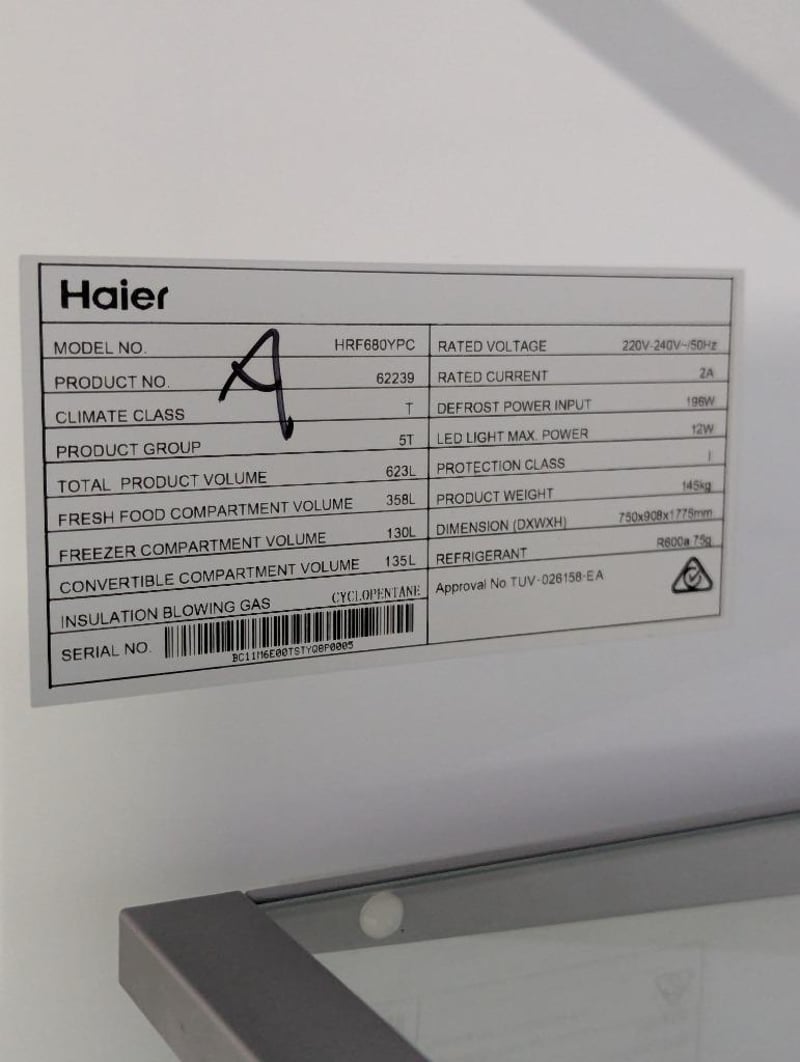 Haier
MODEL NO. HRF680YPC
PRODUCT NO. 62239
CLIMATE CLASS T
PRODUCT GROUP 5T
TOTAL PRODUCT VOLUME 623L
FRESH FOOD COMPARTMENT VOLUME 358L
FREEZER COMPARTMENT VOLUME 130L
CONVERTIBLE COMPARTMENT VOLUME 135L
INSULATION BLOWING GAS CYCLOPENTANE
SERIAL NO.
BC11M6E00TSTYQ8P0005
A
RATED VOLTAGE 220V-240V~/50Hz
RATED CURRENT 2A
DEFROST POWER INPUT 196W
LED LIGHT MAX. POWER 12W
PROTECTION CLASS I
PRODUCT WEIGHT 145kg
DIMENSION (DXWXH) 750x908x1775mm
REFRIGERANT R600a 75g
Approval No TUV-026158-EA